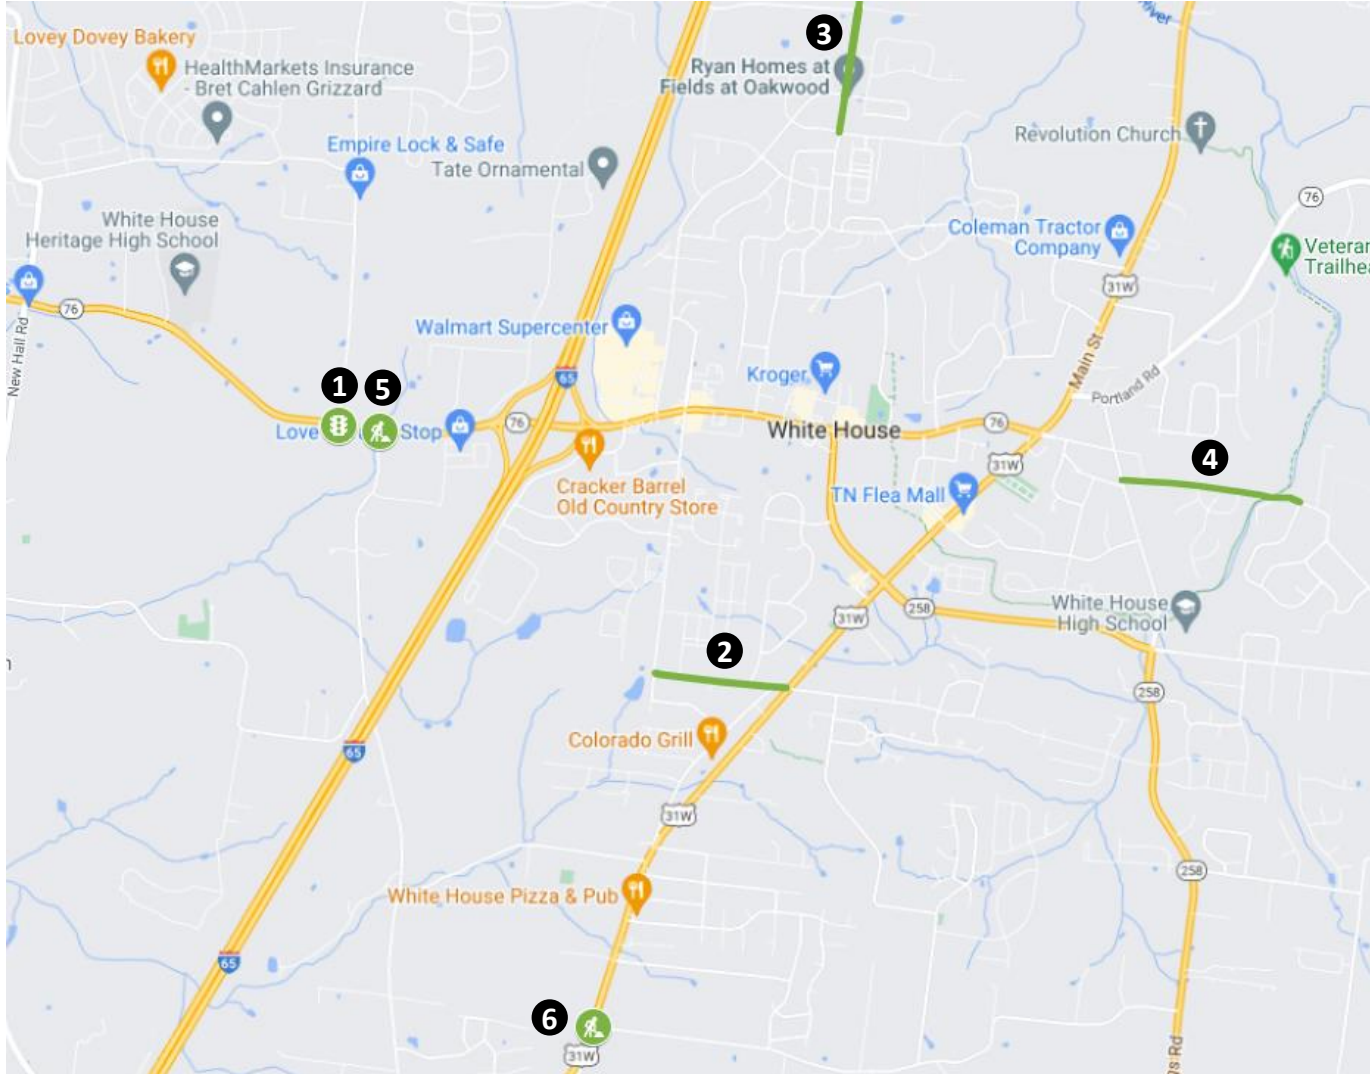 River
Lovey Dovey Bakery
3
HealthMarkets Insurance
- Bret Cahlen Grizzard
Ryan Homes at
Fields at Oakwood
Revolution Church
Empire Lock & Safe
Tate Ornamental
76
White House
Heritage High School
Coleman Tractor
Company
Veteran
Trailhea
31W
76
New Hall Rd
Walmart Supercenter
Main St
65
Kroger
1
5
Portland Rd
Love
Stop
76
White House
76
31W
4
Cracker Barrel
Old Country Store
TN Flea Mall
258
31W
White House
High School
2
258
Colorado Grill
65
31W
258
White House Pizza & Pub
65
6
31W
gs Rd